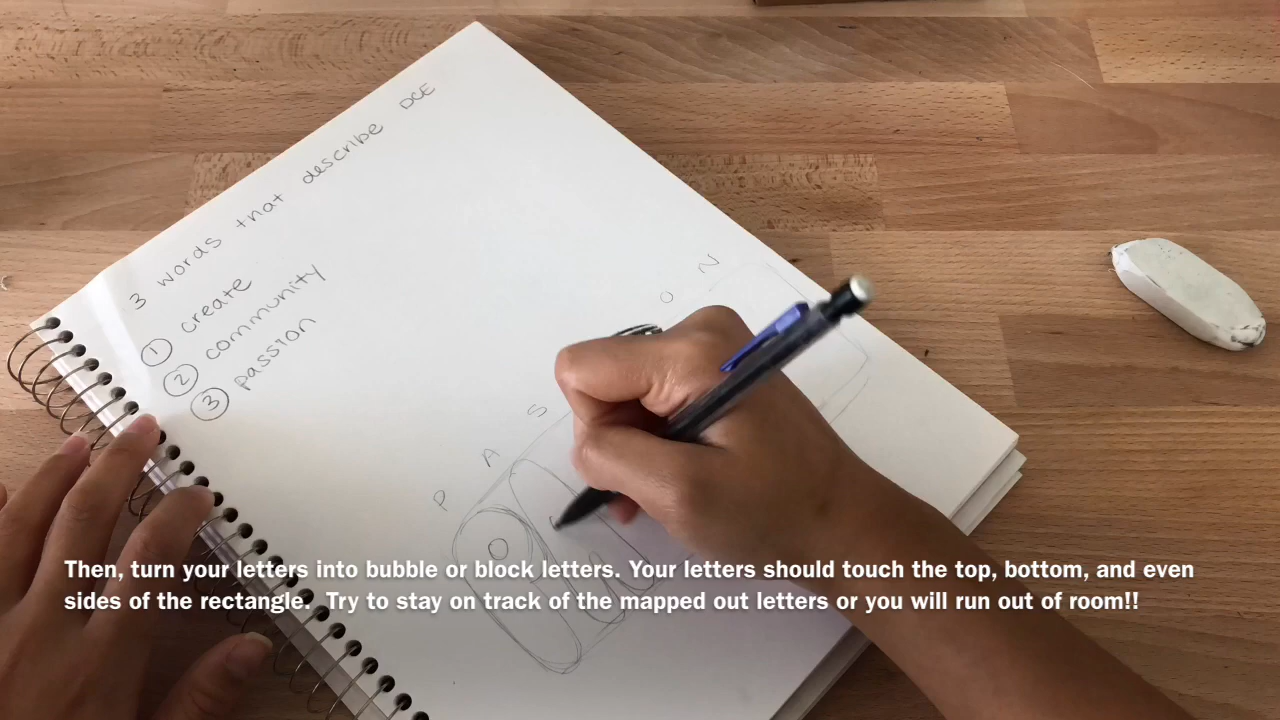 3 words that describe DCE
1 create
2 community
3 passion
P A S O N
Then, turn your letters into bubble or block letters. Your letters should touch the top, bottom, and even
sides of the rectangle. Try to stay on track of the mapped out letters or you will run out of room!!